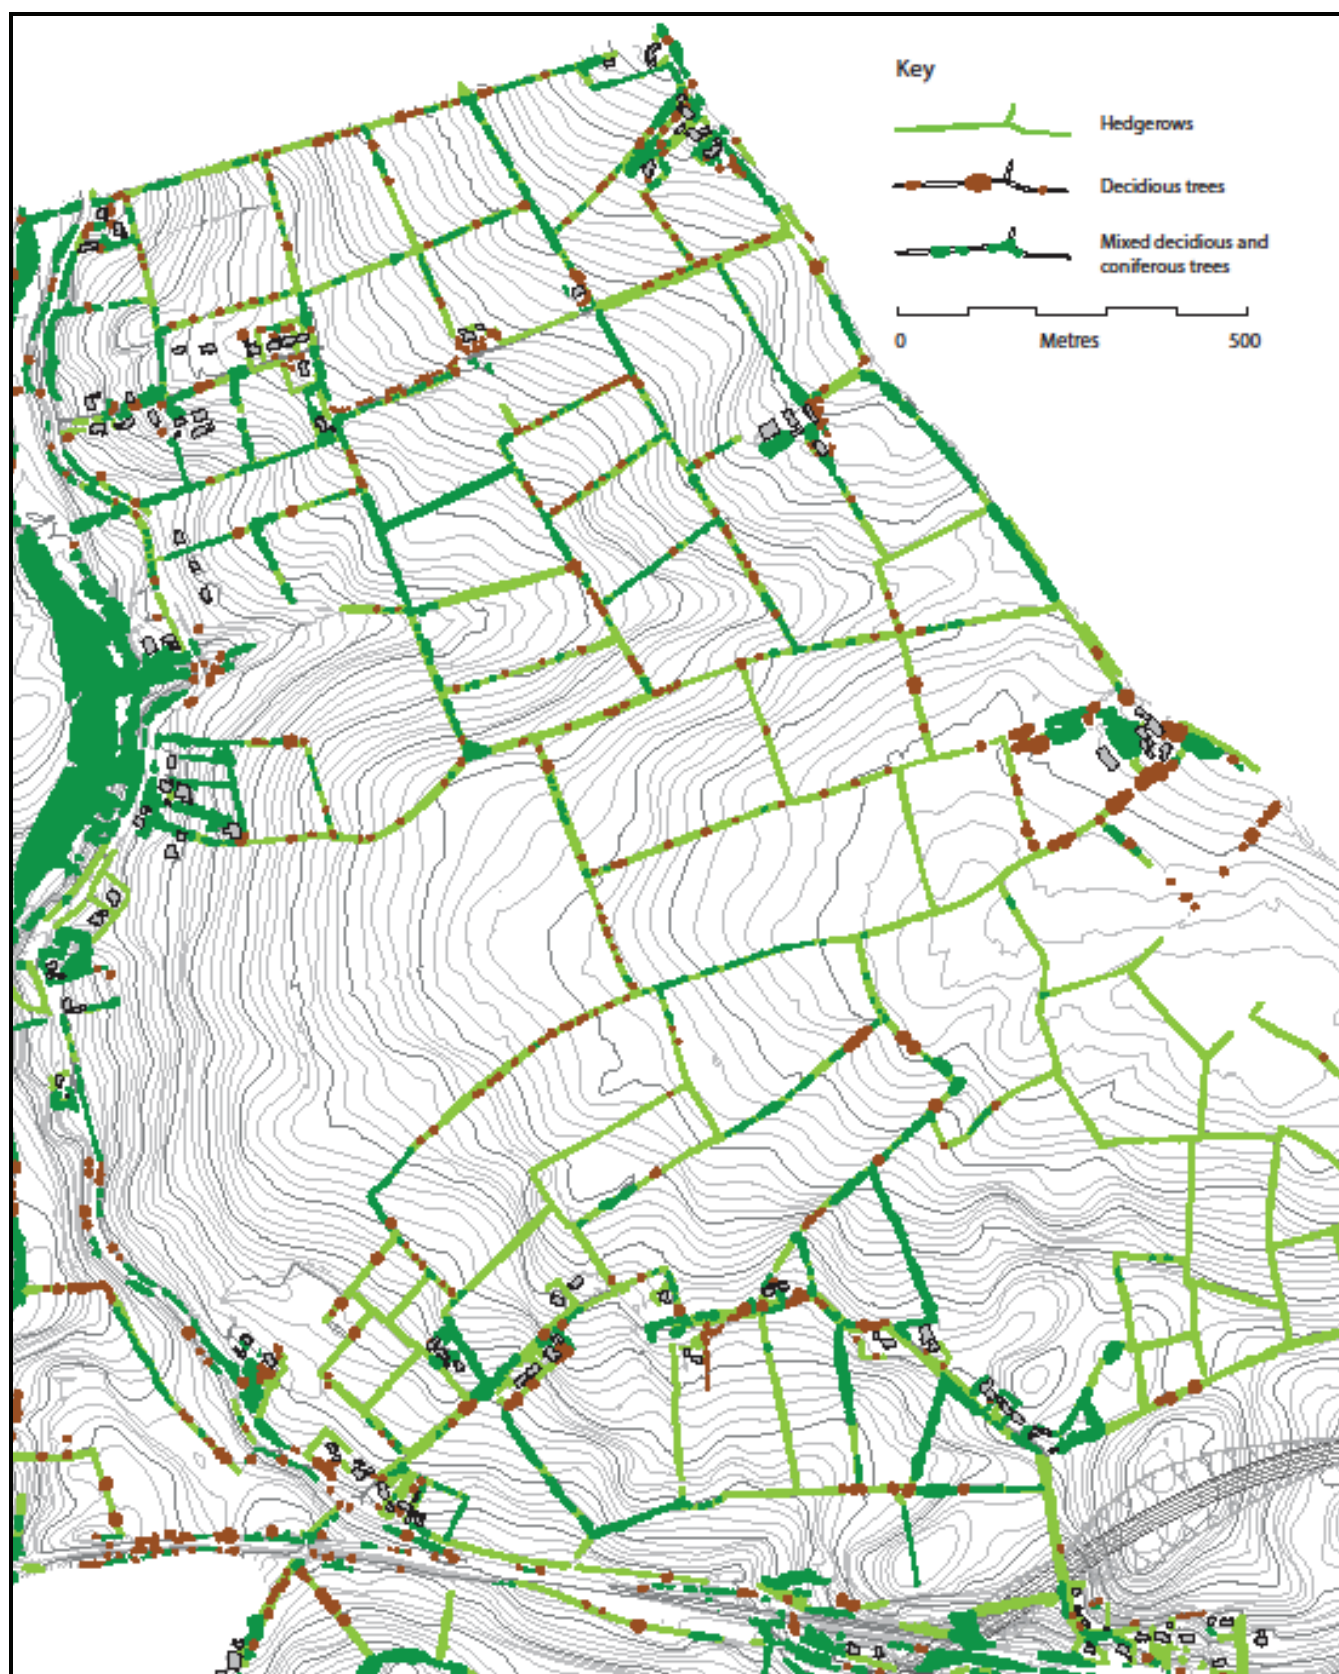 Key
Hedgerows
Decidious trees
Mixed decidious and
coniferous trees
0 Metres 500